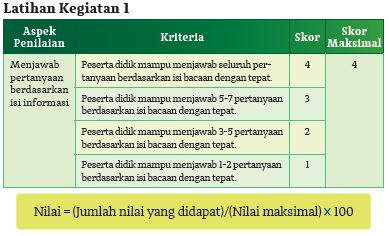 Latihan Kegiatan 1
Aspek Penilaian
Kriteria
Skor
Skor Maksimal
Menjawab pertanyaan berdasarkan isi informasi
Peserta didik mampu menjawab seluruh per-
tanyaan berdasarkan isi bacaan dengan tepat.
4
4
Peserta didik mampu menjawab 5-7 pertanyaan
berdasarkan isi bacaan dengan tepat.
3
Peserta didik mampu menjawab 3-5 pertanyaan
berdasarkan isi bacaan dengan tepat.
2
Peserta didik mampu menjawab 1-2 pertanyaan
berdasarkan isi bacaan dengan tepat.
1
Nilai = (Jumlah nilai yang didapat)/(Nilai maksimal) x 100